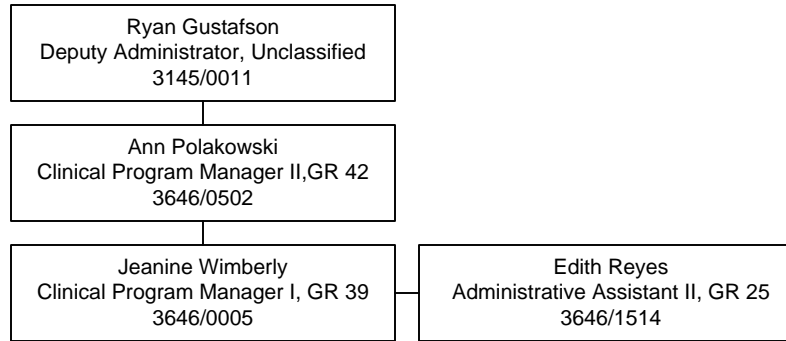 Ryan Gustafson
Deputy Administrator, Unclassified
3145/0011
Ann Polakowski
Clinical Program Manager II,GR 42
3646/0502
Jeanine Wimberly
Clinical Program Manager I, GR 39
3646/0005
Edith Reyes
Administrative Assistant II, GR 25
3646/1514